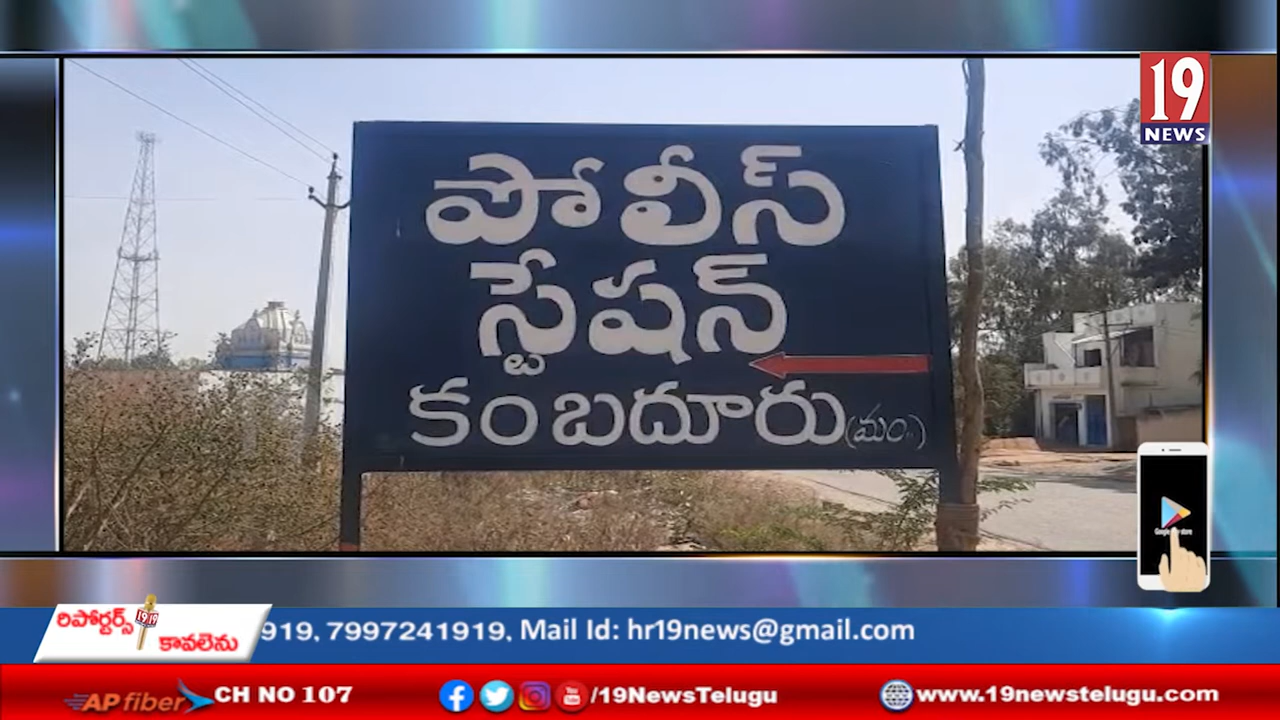 19
NEWS
పోలీస్
స్టేషన్
కంబదూరు (మం..)
రిపోర్టర్స్
కావలెను
919, 7997241919, Mail Id: hr19news@gmail.com
AP fiber CH NO 107
/19NewsTelugu
www.19newstelugu.com